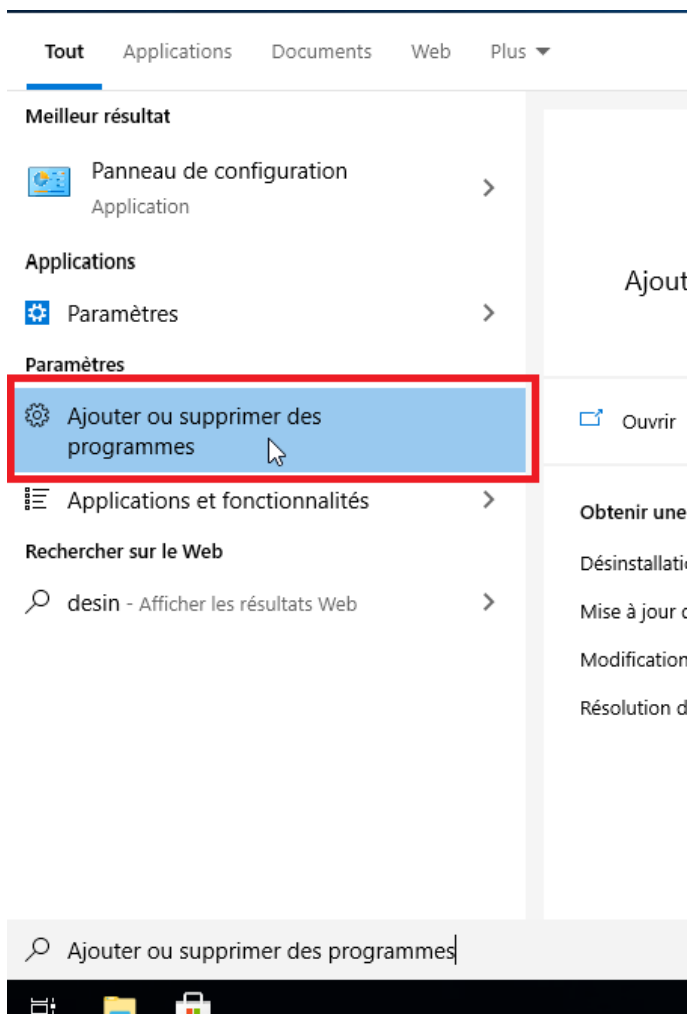 Tout Applications Documents Web Plus
Meilleur résultat
Panneau de configuration
Application
Applications
Paramètres
Paramètres
Ajouter ou supprimer des
programmes
Applications et fonctionnalités
Rechercher sur le Web
desin - Afficher les résultats Web
Ajout
Ouvrir
Obtenir une
Désinstallati
Mise à jour
Modification
Résolution d
Ajouter ou supprimer des programmes